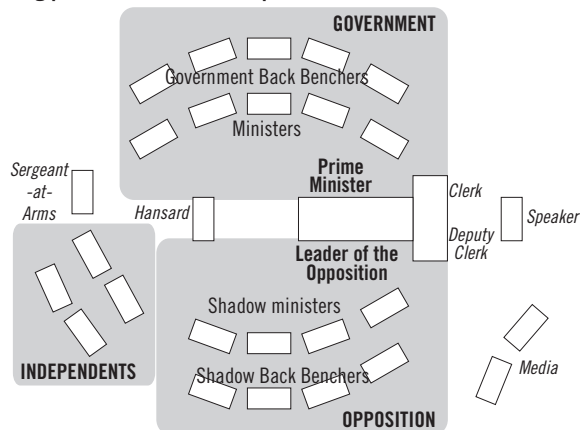 GOVERNMENT
Government Back Benchers
Ministers
Prime
Minister
Sergeant
-at-
Arms
Hansard
Clerk
Deputy
Clerk
Speaker
Leader of the
Opposition
Shadow ministers
Shadow Back Benchers
INDEPENDENTS
Media
OPPOSITION